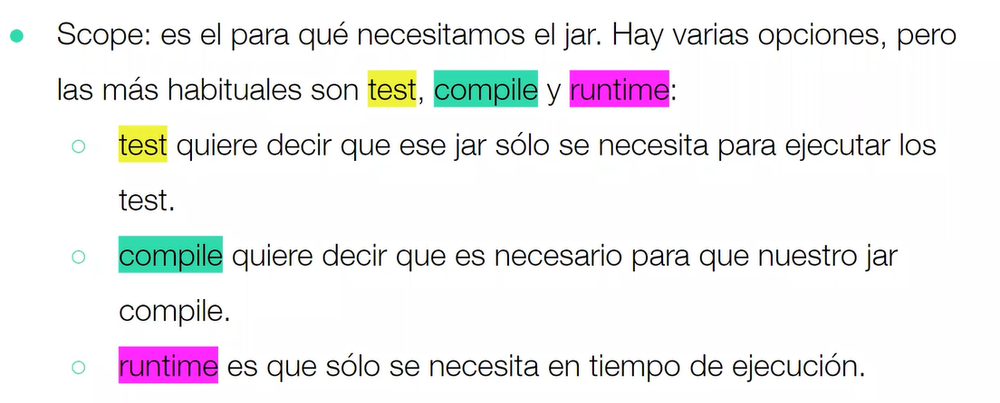 Scope: es el para qué necesitamos el jar. Hay varias opciones, pero
las más habituales son test, compile y runtime:
test quiere decir que ese jar sólo se necesita para ejecutar los
test.
compile quiere decir que es necesario para que nuestro jar
compile.
runtime es que sólo se necesita en tiempo de ejecución.